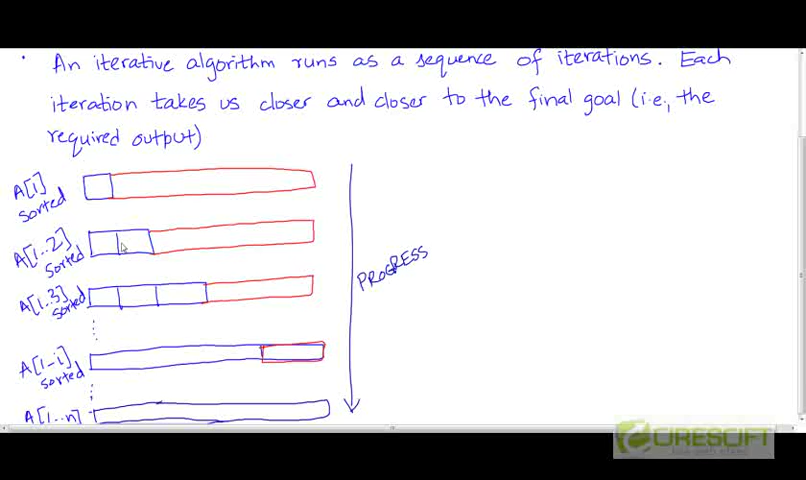 An iterative algorithm runs as a sequence of iterations. Each
iteration takes us closer and closer to the final goal (i.e., the
required output)
A[1]
sorted
A[1..2]
sorted
A[1..3]
sorted
A[1-i]
sorted
A[1..n]
PROGRESS